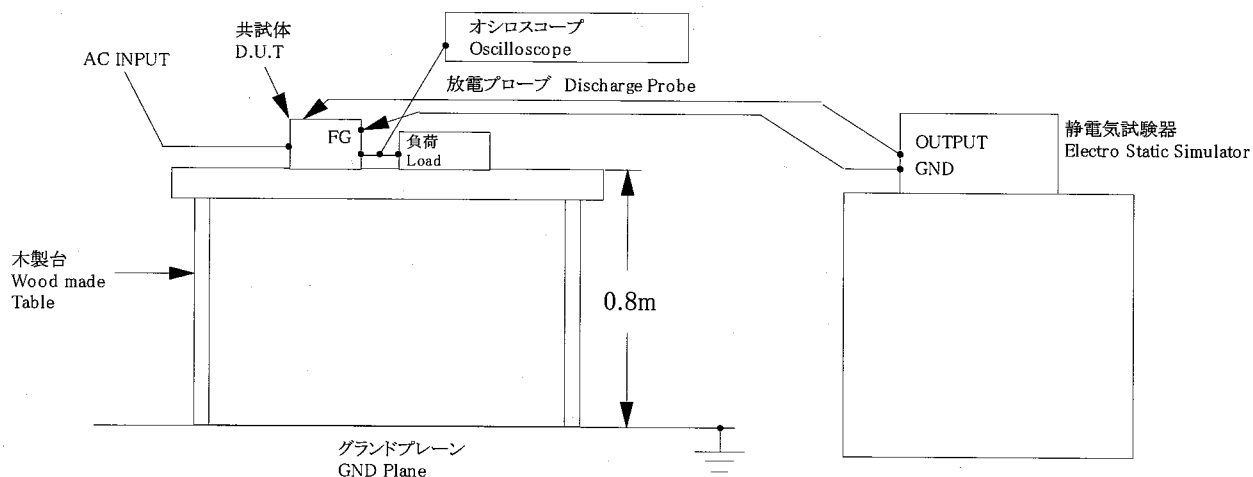 共試体
D.U.T
オシロスコープ
Oscilloscope
AC INPUT
放電プローブ Discharge Probe
FG
負荷
Load
OUTPUT
GND
静電気試験器
Electro Static Simulator
木製台
Wood made
Table
0.8m
グランドプレーン
GND Plane